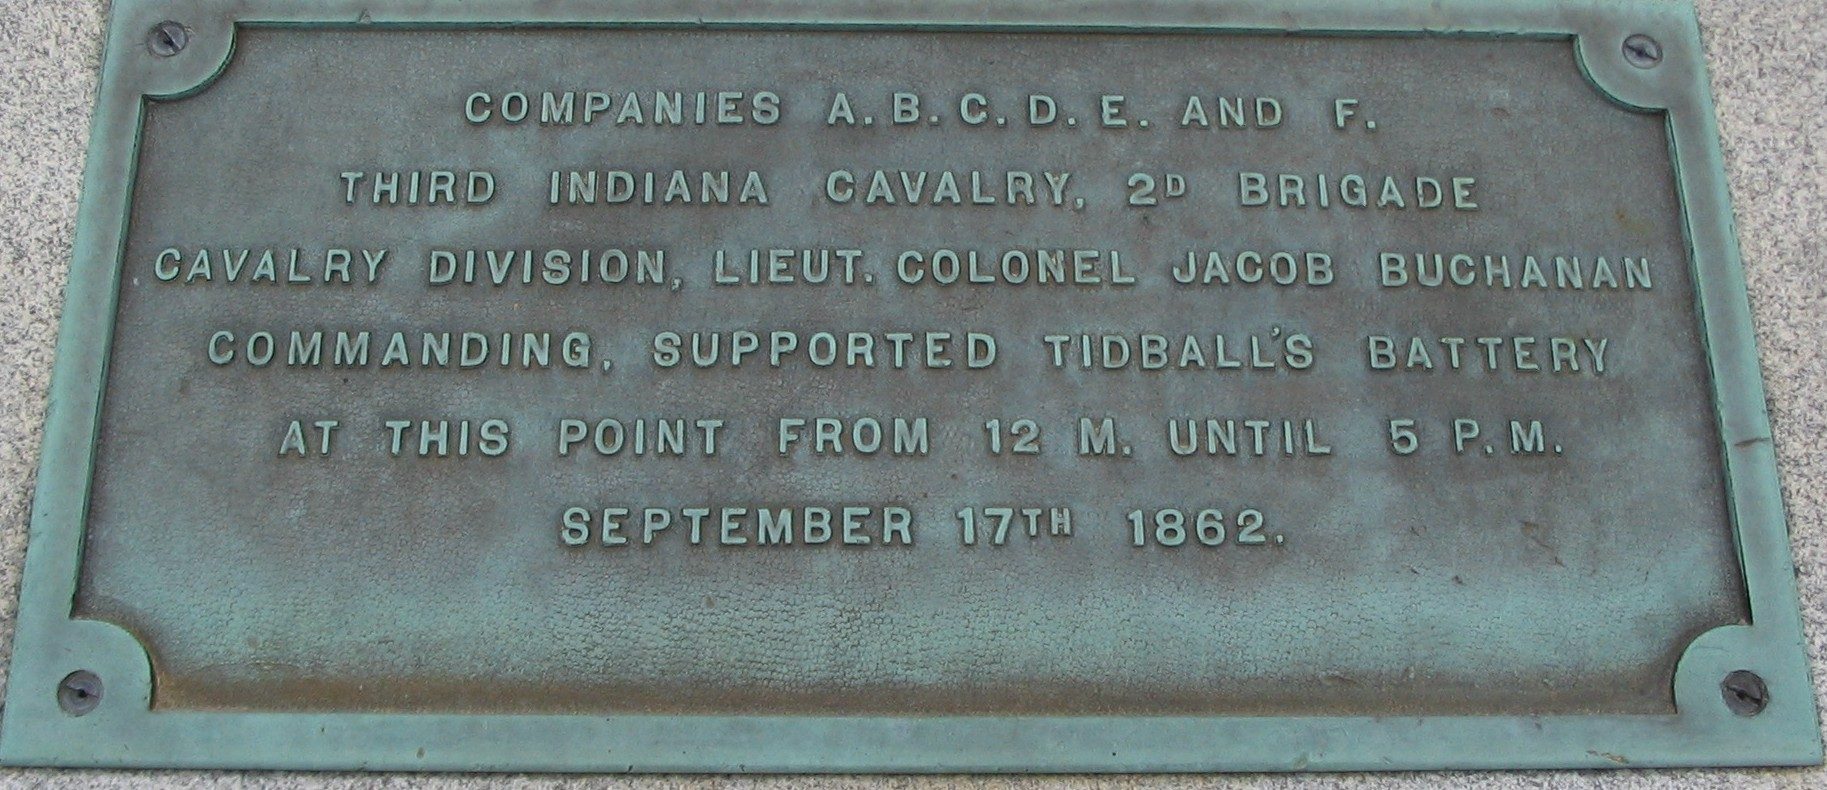 COMPANIES A. B. C. D. E. AND F.
THIRD INDIANA CAVALRY, 2D BRIGADE
CAVALRY DIVISION, LIEUT. COLONEL JACOB BUCHANAN
COMMANDING, SUPPORTED TIDBALL'S BATTERY
AT THIS POINT FROM 12 M. UNTIL 5 P.M.
SEPTEMBER 17TH 1862.